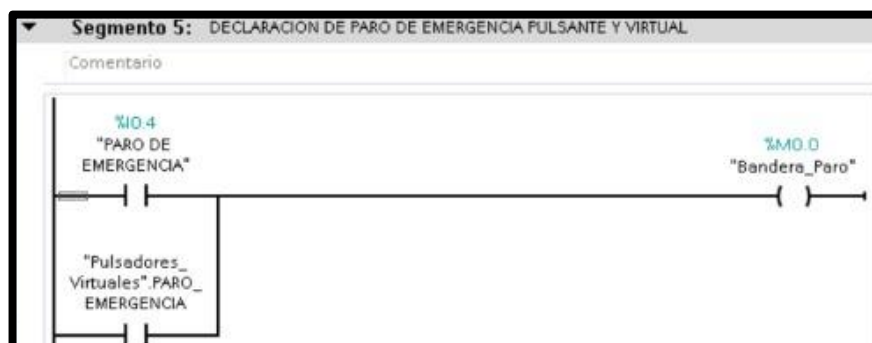 Segmento 5: DECLARACION DE PARO DE EMERGENCIA PULSANTE Y VIRTUAL
Comentario
%I0.4
"PARO DE
EMERGENCIA"
%M0.0
"Bandera_Paro"
"Pulsadores_
Virtuales".PARO_
EMERGENCIA